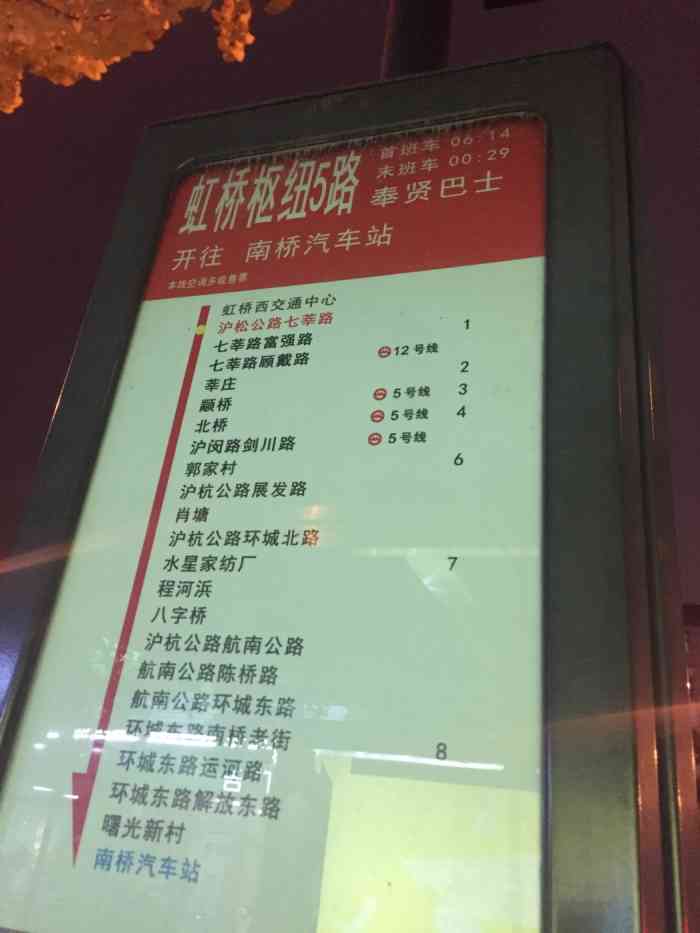 虹桥枢纽5路
首班车 06:14
末班车 00:29
奉贤巴士
开往 南桥汽车站
本线空调多级售票
虹桥西交通中心
沪松公路七莘路 1
七莘路富强路
七莘路顾戴路 12号线
莘庄 2
颛桥 5号线 3
北桥 5号线 4
沪闵路剑川路 5号线
郭家村 6
沪杭公路展发路
肖塘
沪杭公路环城北路
水星家纺厂 7
程河浜
八字桥
沪杭公路航南公路
航南公路陈桥路
航南公路环城东路
环城东路南桥老街
环城东路运河路 8
环城东路解放东路
曙光新村
南桥汽车站